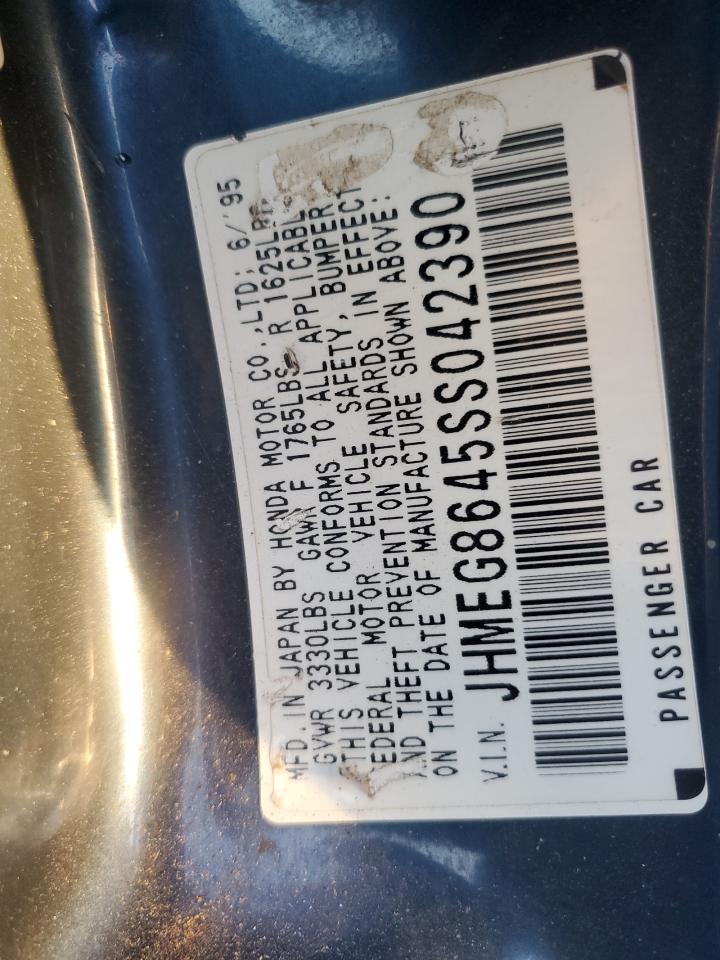 MFD. IN JAPAN BY HONDA MOTOR CO.,LTD: 6/'95
GVWR 3330LBS GAWR F 1765LBS R 1625LBS
THIS VEHICLE CONFORMS TO ALL APPLICABL
EDERAL MOTOR VEHICLE SAFETY, BUMPER
AND THEFT PREVENTION STANDARDS IN EFFECT
ON THE DATE OF MANUFACTURE SHOWN ABOVE:
V.I.N. JHMEG8645SS042390
PASSENGER CAR